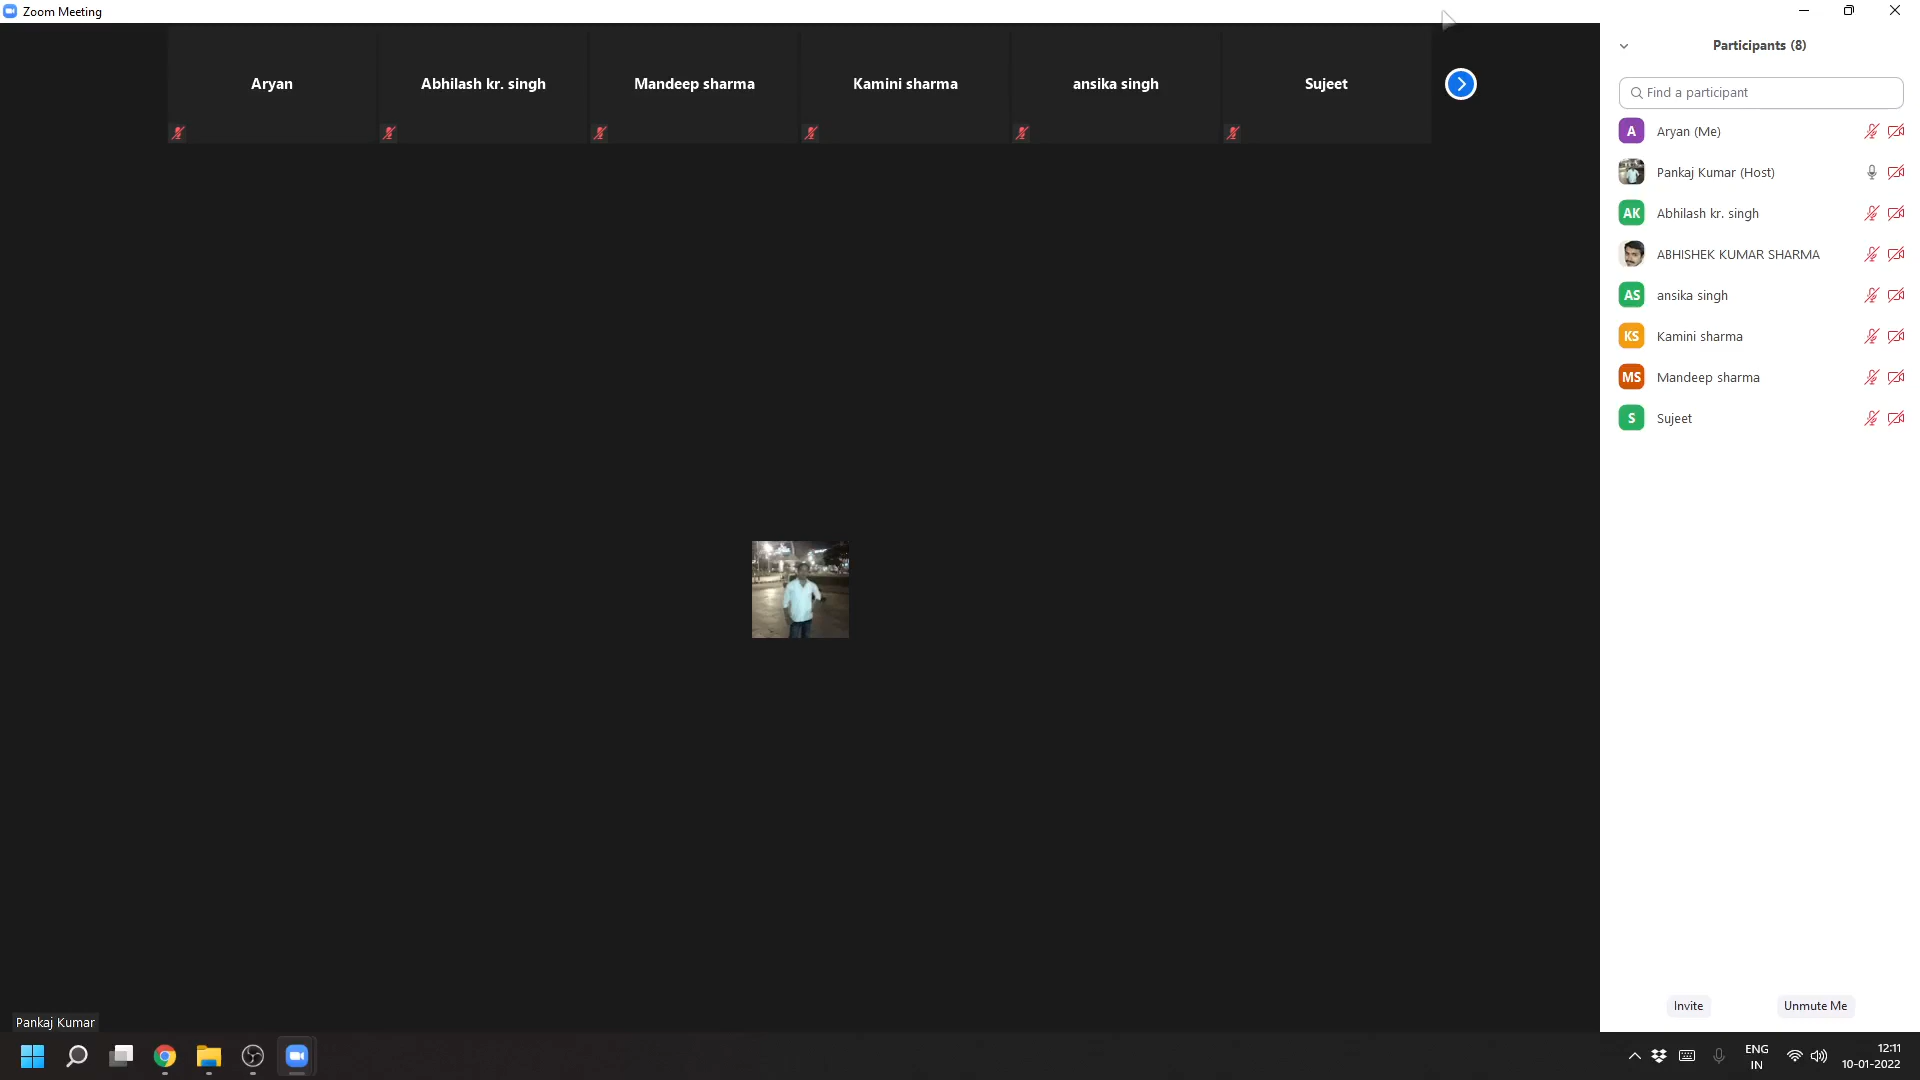 Zoom Meeting
Aryan
Abhilash kr. singh
Mandeep sharma
Kamini sharma
ansika singh
Sujeet
Participants (8)
Find a participant
A Aryan (Me)
Pankaj Kumar (Host)
AK Abhilash kr. singh
ABHISHEK KUMAR SHARMA
AS ansika singh
KS Kamini sharma
MS Mandeep sharma
S Sujeet
Invite
Unmute Me
Pankaj Kumar
ENG
IN
12:11
10-01-2022